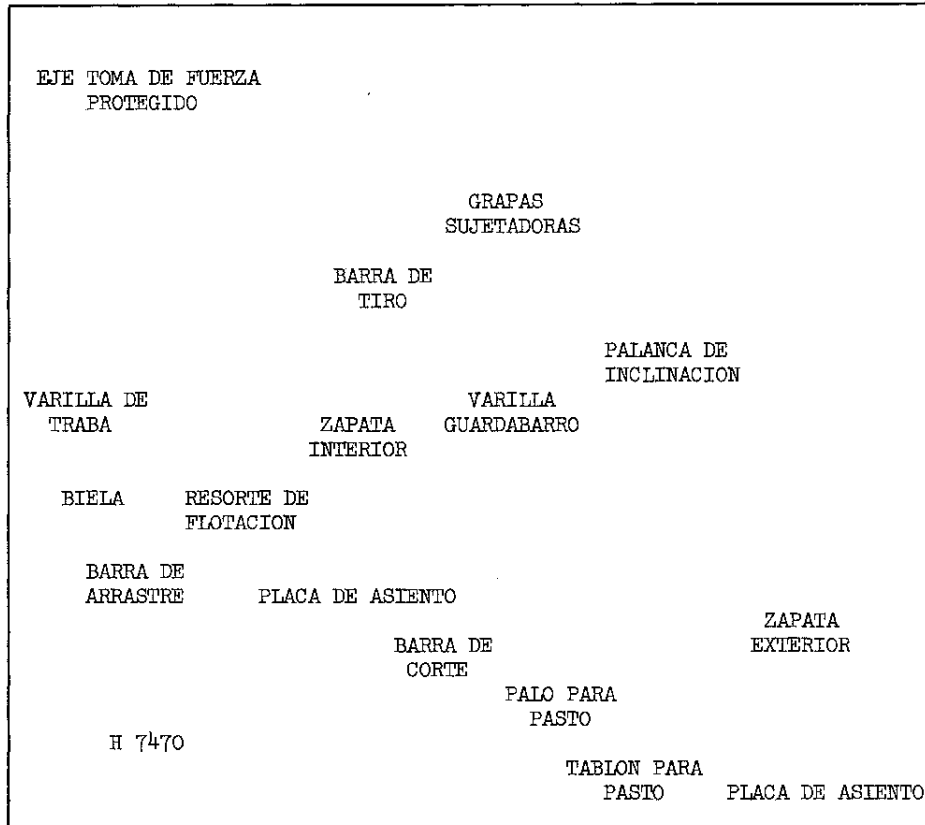 EJE TOMA DE FUERZA
PROTEGIDO
GRAPAS
SUJETADORAS
BARRA DE
TIRO
PALANCA DE
INCLINACION
VARILLA DE
TRABA
ZAPATA
INTERIOR
VARILLA
GUARDABARRO
BIELA
RESORTE DE
FLOTACION
BARRA DE
ARRASTRE
PLACA DE ASIENTO
ZAPATA
EXTERIOR
BARRA DE
CORTE
PALO PARA
PASTO
H 7470
TABLON PARA
PASTO
PLACA DE ASIENTO